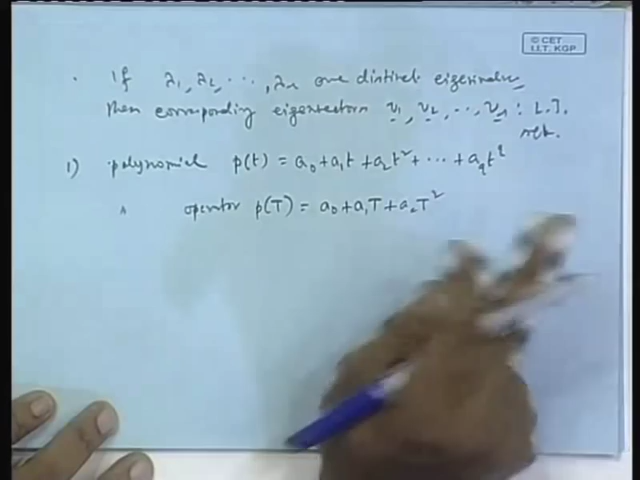 © CET
I.I.T. KGP
· If λ₁, λ₂, ···, λₙ are distinct eigenvalues,
then corresponding eigenvectors v₁, v₂, ··, vₙ : L.I.
set.
1) polynomial p(t) = a₀ + a₁t + a₂t² + ··· + a_q t^q
operator p(T) = a₀ + a₁T + a₂T²